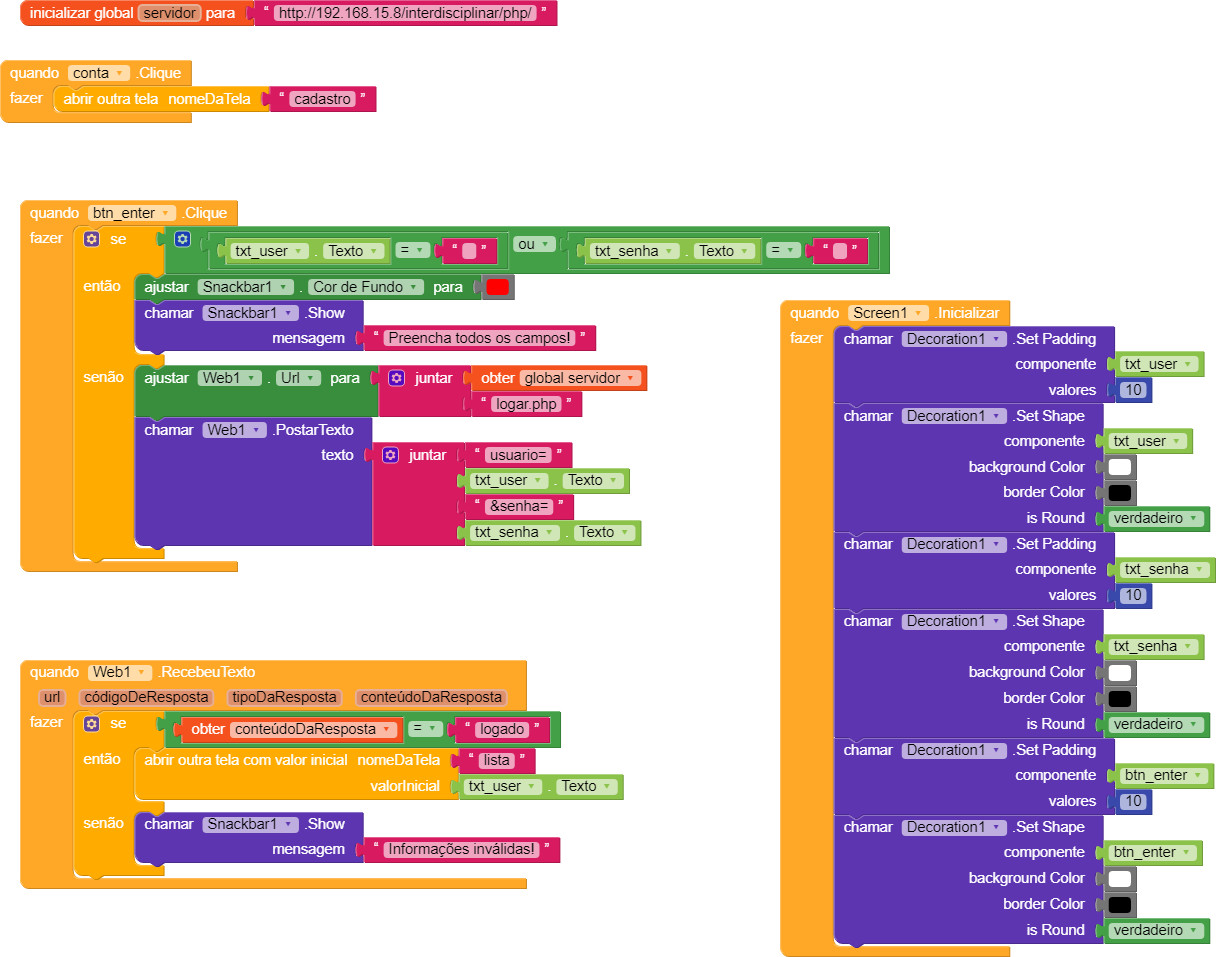 inicializar global servidor para “ http://192.168.15.8/interdisciplinar/php/ ”
quando conta .Clique
fazer abrir outra tela nomeDaTela “ cadastro ”
quando btn_enter .Clique
fazer se txt_user . Texto = “ ” ou txt_senha . Texto = “ ”
então ajustar Snackbar1 . Cor de Fundo para
chamar Snackbar1 .Show
mensagem “ Preencha todos os campos! ”
senão ajustar Web1 . Url para juntar obter global servidor
“ logar.php ”
chamar Web1 .PostarTexto
texto juntar “ usuario= ”
txt_user . Texto
“ &senha= ”
txt_senha . Texto
quando Web1 .RecebeuTexto
url códigoDeResposta tipoDaResposta conteúdoDaResposta
fazer se obter conteúdoDaResposta = “ logado ”
então abrir outra tela com valor inicial nomeDaTela “ lista ”
valorInicial txt_user . Texto
senão chamar Snackbar1 .Show
mensagem “ Informações inválidas! ”
quando Screen1 .Inicializar
fazer chamar Decoration1 .Set Padding
componente txt_user
valores 10
chamar Decoration1 .Set Shape
componente txt_user
background Color
border Color
is Round verdadeiro
chamar Decoration1 .Set Padding
componente txt_senha
valores 10
chamar Decoration1 .Set Shape
componente txt_senha
background Color
border Color
is Round verdadeiro
chamar Decoration1 .Set Padding
componente btn_enter
valores 10
chamar Decoration1 .Set Shape
componente btn_enter
background Color
border Color
is Round verdadeiro